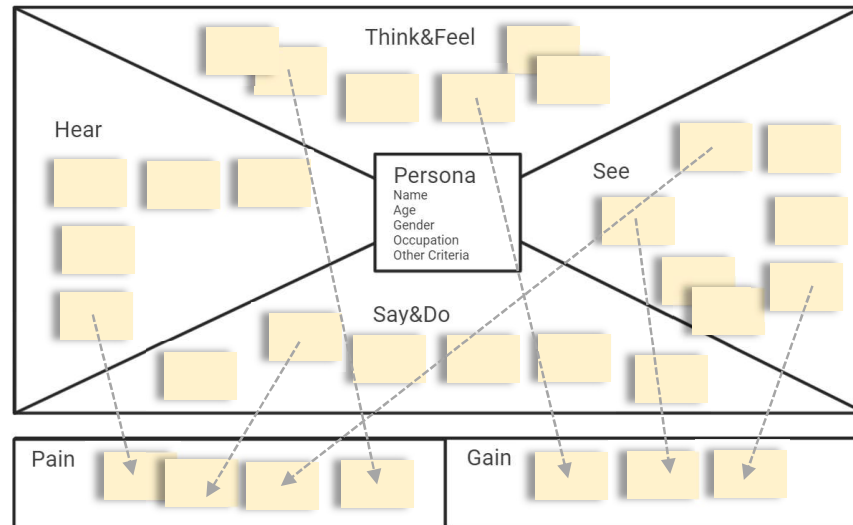 Think&Feel
Hear
Persona
Name
Age
Gender
Occupation
Other Criteria
See
Say&Do
Pain
Gain